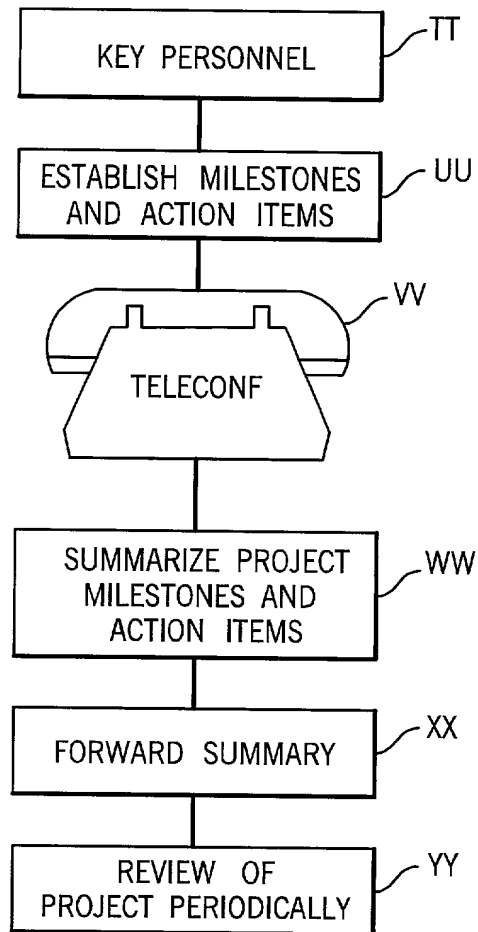 KEY PERSONNEL
TT
ESTABLISH MILESTONES
AND ACTION ITEMS
UU
VV
TELECONF
SUMMARIZE PROJECT
MILESTONES AND
ACTION ITEMS
WW
FORWARD SUMMARY
XX
REVIEW OF
PROJECT PERIODICALLY
YY